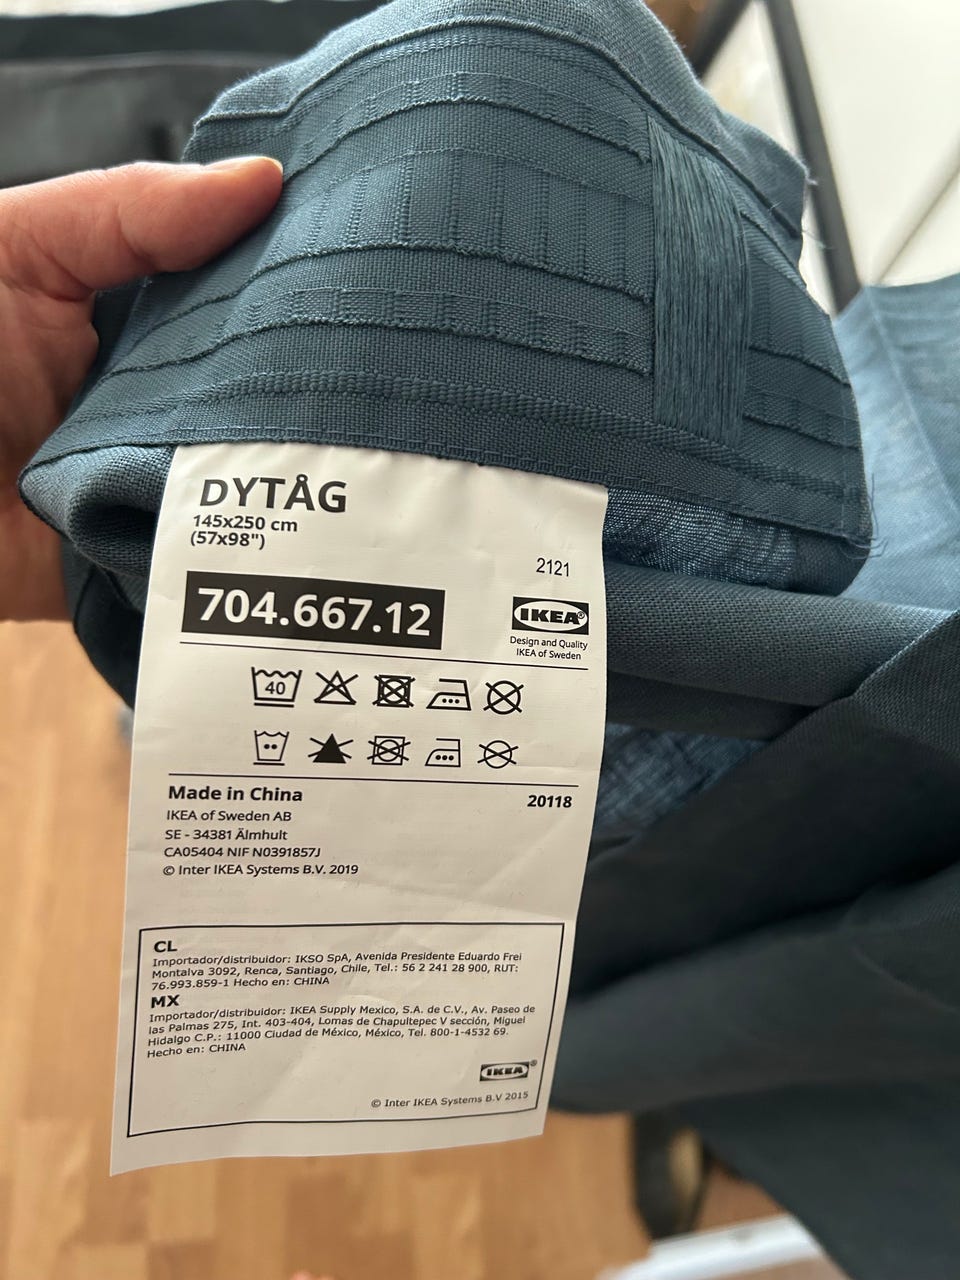 DYTÅG
145x250 cm
(57x98")
2121
704.667.12
IKEA®
Design and Quality
IKEA of Sweden
40
Made in China
20118
IKEA of Sweden AB
SE - 34381 Älmhult
CA05404 NIF N0391857J
© Inter IKEA Systems B.V. 2019
CL
Importador/distribuidor: IKSO SpA, Avenida Presidente Eduardo Frei
Montalva 3092, Renca, Santiago, Chile, Tel.: 56 2 241 28 900, RUT:
76.993.859-1 Hecho en: CHINA
MX
Importador/distribuidor: IKEA Supply Mexico, S.A. de C.V., Av. Paseo de
las Palmas 275, Int. 403-404, Lomas de Chapultepec V sección, Miguel
Hidalgo C.P.: 11000 Ciudad de México, México, Tel. 800-1-4532 69.
Hecho en: CHINA
IKEA®
© Inter IKEA Systems B.V 2015